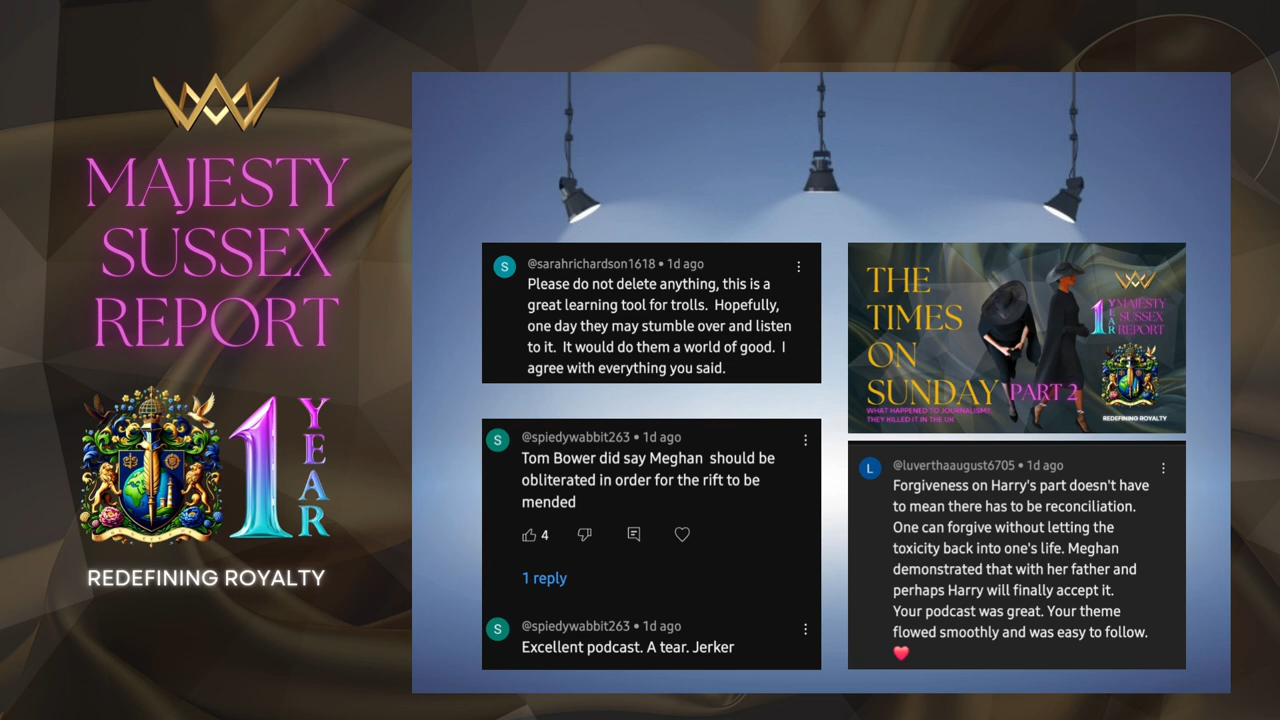 MAJESTY
SUSSEX
REPORT
1 YEAR
REDEFINING ROYALTY
S
@sarahrichardson1618 • 1d ago
Please do not delete anything, this is a
great learning tool for trolls. Hopefully,
one day they may stumble over and listen
to it. It would do them a world of good. I
agree with everything you said.
S
@spiedywabbit263 • 1d ago
Tom Bower did say Meghan should be
obliterated in order for the rift to be
mended
4
1 reply
S
@spiedywabbit263 • 1d ago
Excellent podcast. A tear. Jerker
THE
TIMES
ON
SUNDAY PART 2
WHAT HAPPENED TO JOURNALISM?
THEY KILLED IT IN THE UK
1 YEAR
MAJESTY
SUSSEX
REPORT
REDEFINING ROYALTY
L
@luverthaaugust6705 • 1d ago
Forgiveness on Harry's part doesn't have
to mean there has to be reconciliation.
One can forgive without letting the
toxicity back into one's life. Meghan
demonstrated that with her father and
perhaps Harry will finally accept it.
Your podcast was great. Your theme
flowed smoothly and was easy to follow.
❤️